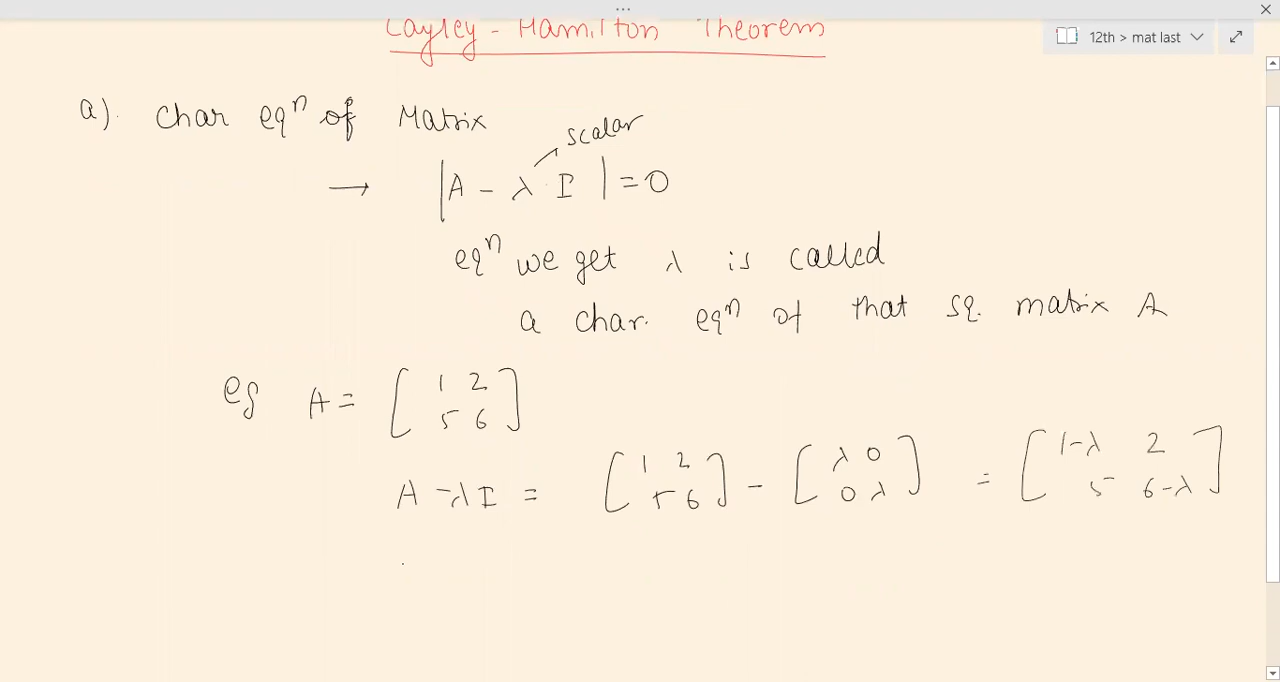 12th > mat last
Cayley - Hamilton Theorem
a). Char eqⁿ of Matrix
scalar
→ |A - λ I| = 0
eqⁿ we get λ is called
a char. eqⁿ of that sq. matrix A
eg A = [1 2
5 6]
A - λI = [1 2 - [λ 0 = [1-λ 2
5 6] 0 λ] 5 6-λ]